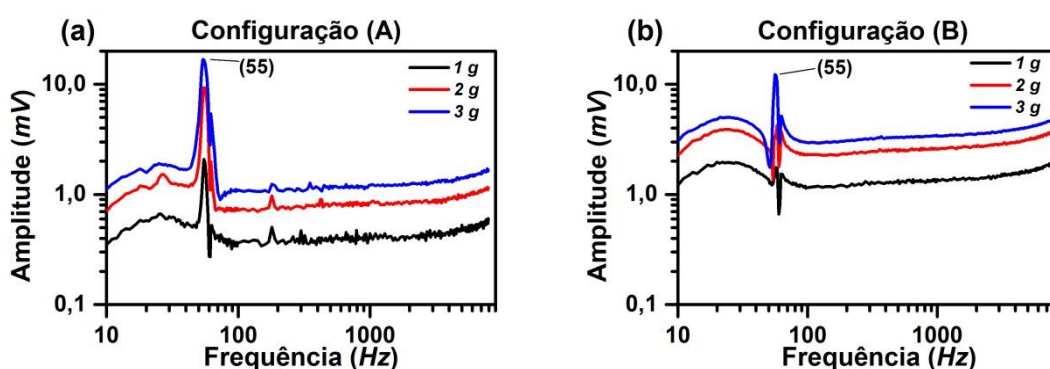 (a) Configuração (A)
(55)
1 g
2 g
3 g
10,0
1,0
0,1
Amplitude (mV)
10 100 1000
Frequência (Hz)
(b) Configuração (B)
(55)
1 g
2 g
3 g
10,0
1,0
0,1
Amplitude (mV)
10 100 1000
Frequência (Hz)